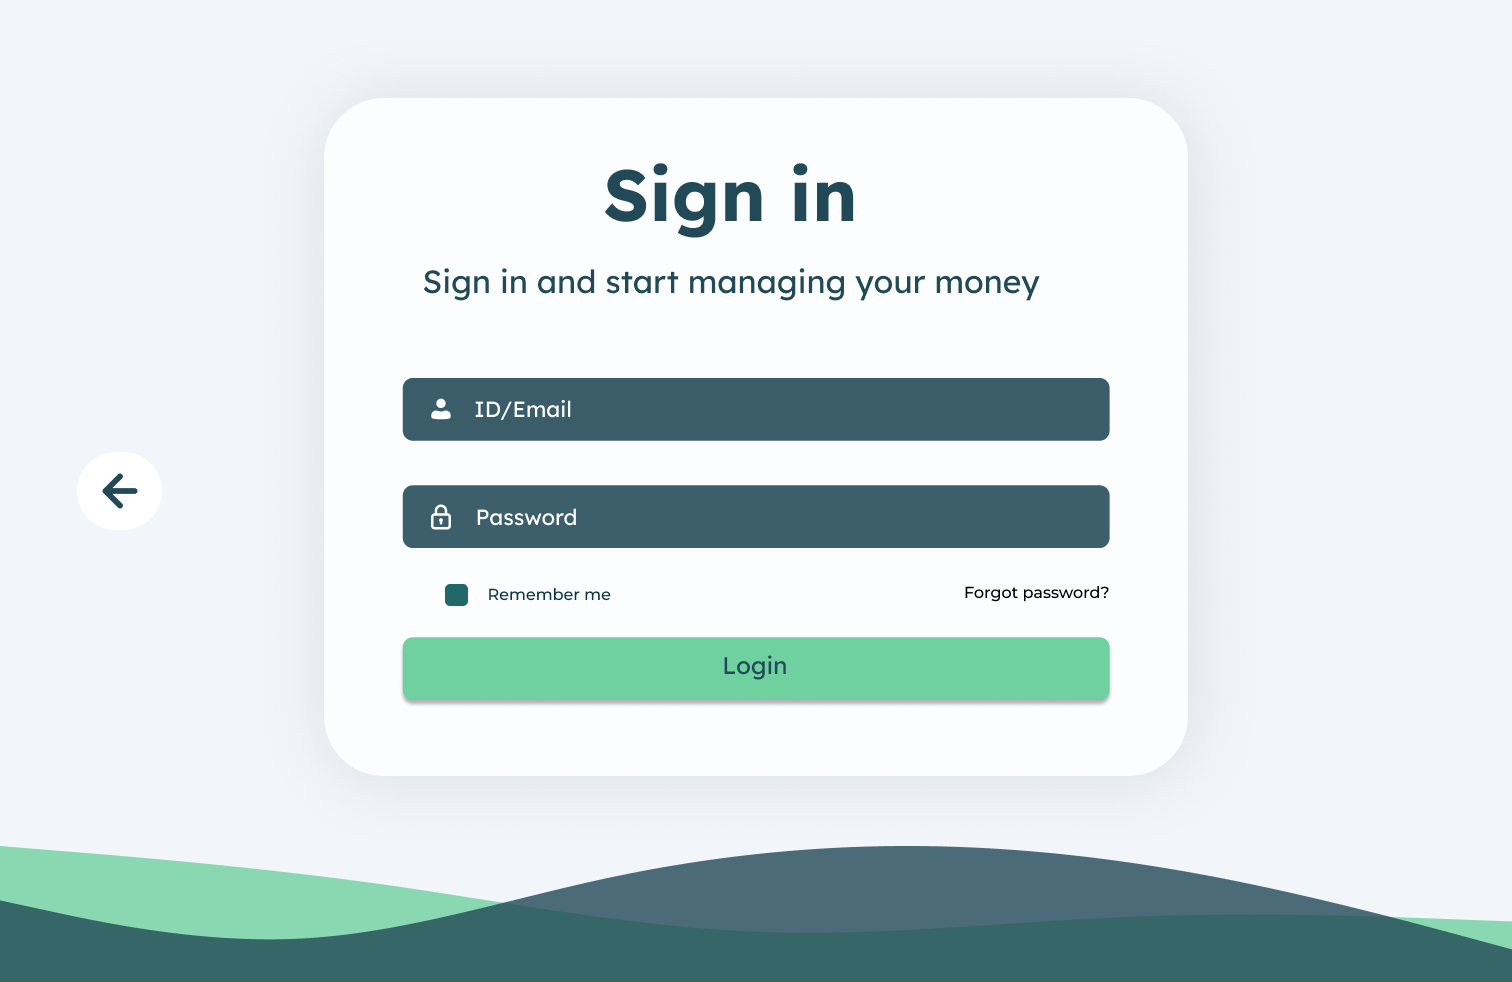 Sign in
Sign in and start managing your money
ID/Email
Password
Remember me
Forgot password?
Login